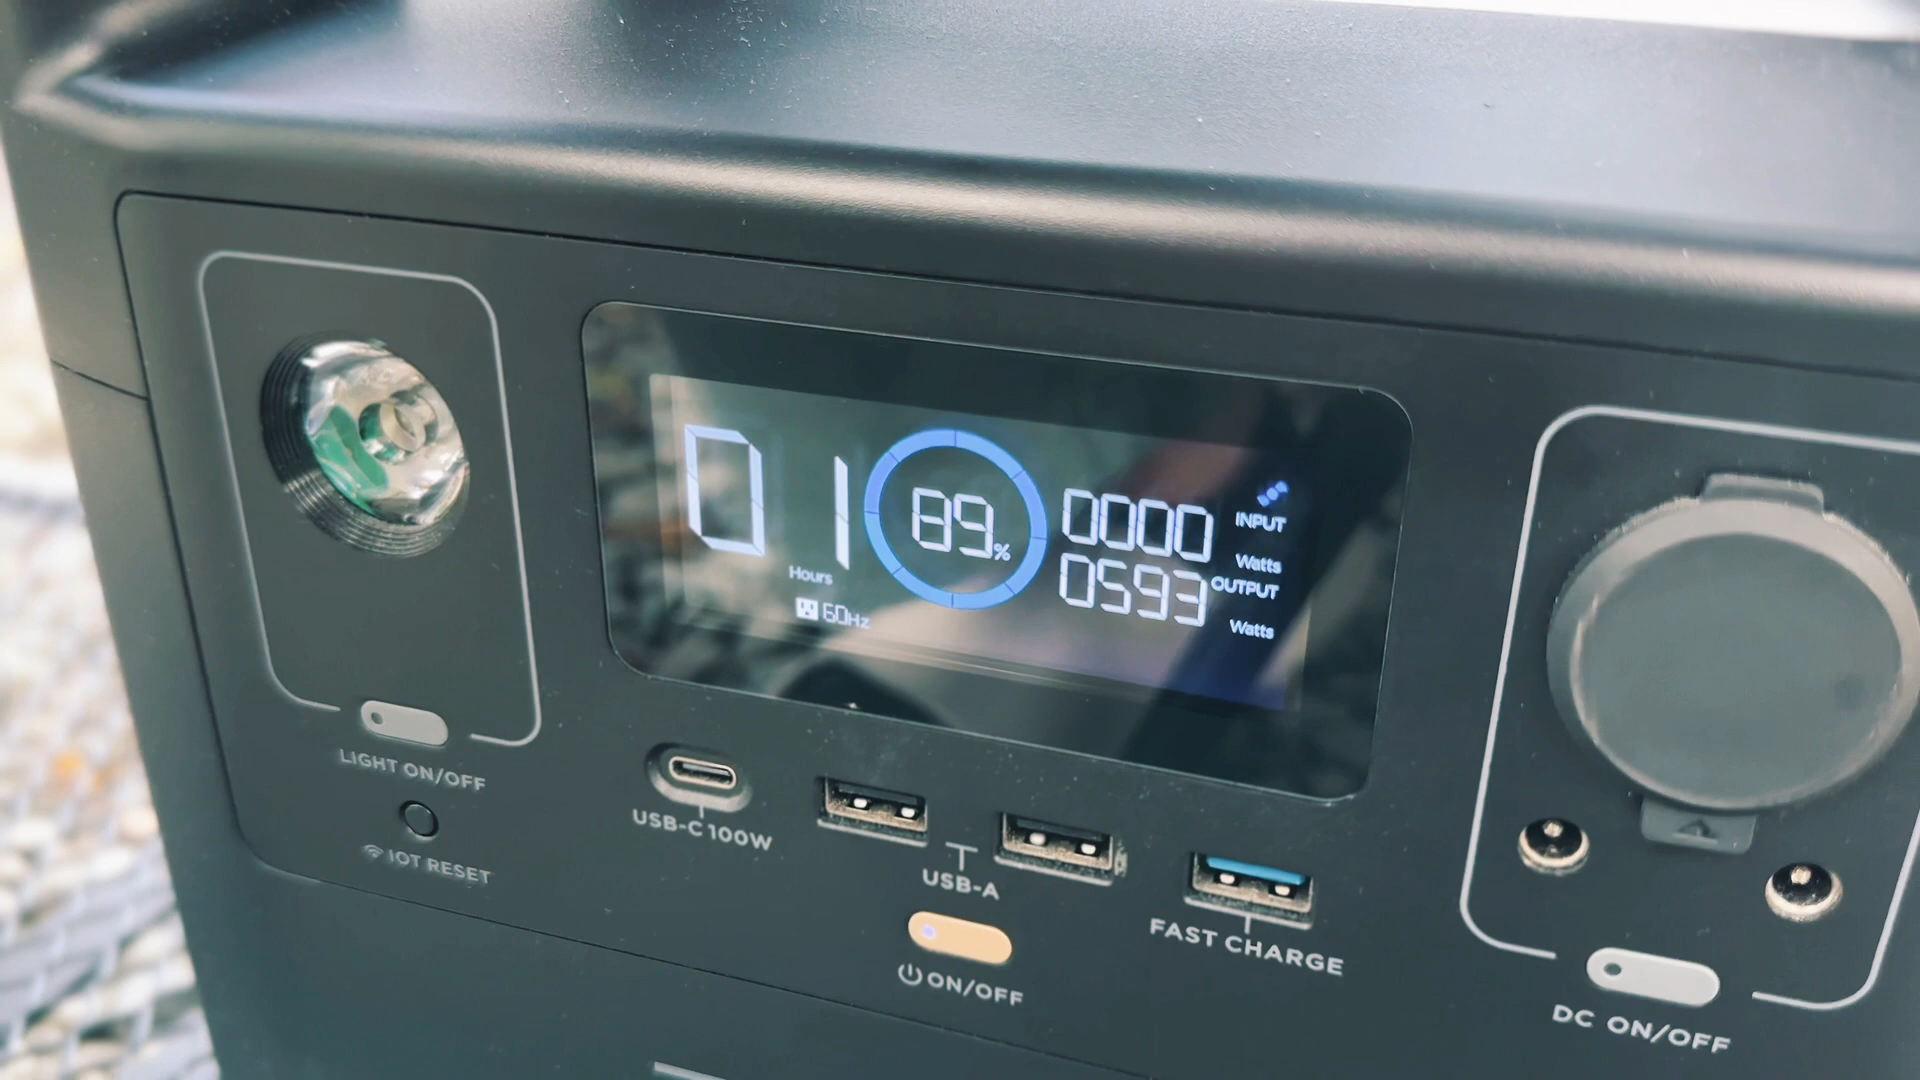 01
Hours
60Hz
89%
0000
INPUT
Watts
0593
OUTPUT
Watts
LIGHT ON/OFF
IOT RESET
USB-C 100W
USB-A
FAST CHARGE
ON/OFF
DC ON/OFF